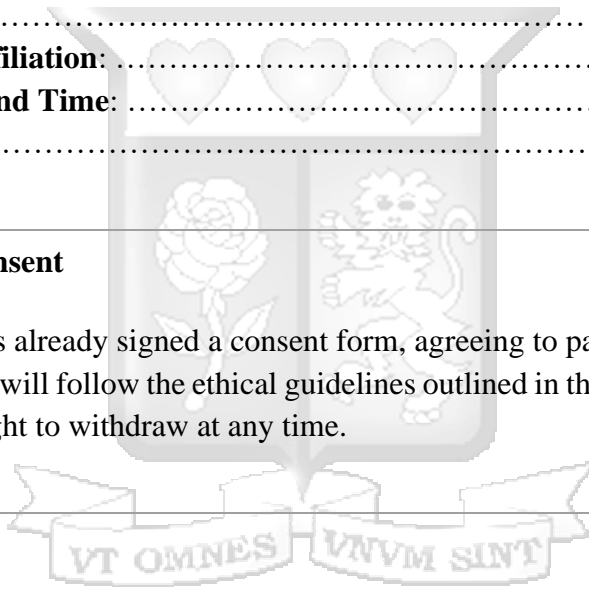 ……………………………………………………………
filiation: ……………………………………………
nd Time: ……………………………………………
……………………………………………………………
nsent
s already signed a consent form, agreeing to pa
will follow the ethical guidelines outlined in th
ght to withdraw at any time.
VT OMNES VNVM SINT